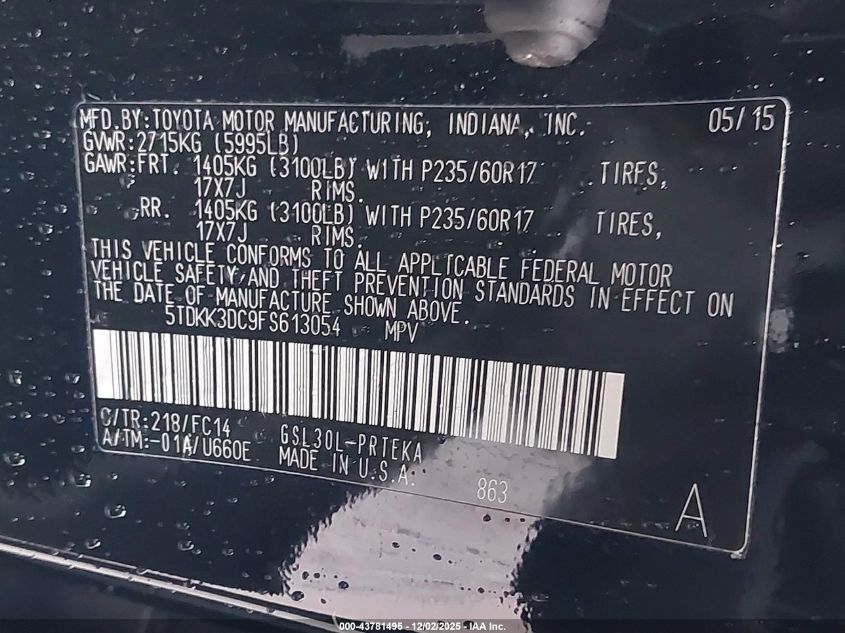 MFD.BY:TOYOTA MOTOR MANUFACTURING, INDIANA, INC. 05/15
GVWR:2715KG (5995LB)
GAWR:FRT. 1405KG (3100LB) WITH P235/60R17 TIRES,
17X7J RIMS.
RR. 1405KG (3100LB) WITH P235/60R17 TIRES,
17X7J RIMS.
THIS VEHICLE CONFORMS TO ALL APPLICABLE FEDERAL MOTOR
VEHICLE SAFETY AND THEFT PREVENTION STANDARDS IN EFFECT ON
THE DATE OF MANUFACTURE SHOWN ABOVE.
5TDKK3DC9FS613054 MPV
C/TR:218/FC14 GSL30L-PRTEKA
A/TM:-01A/U660E MADE IN U.S.A.
863 A
000-43781495 - 12/02/2025 - IAA Inc.